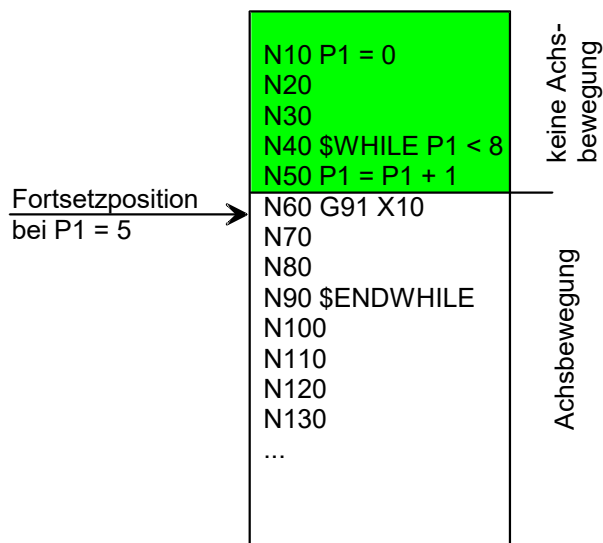 N10 P1 = 0
N20
N30
N40 $WHILE P1 < 8
N50 P1 = P1 + 1
keine Achs-
bewegung
Fortsetzposition
bei P1 = 5
N60 G91 X10
N70
N80
N90 $ENDWHILE
N100
N110
N120
N130
...
Achsbewegung